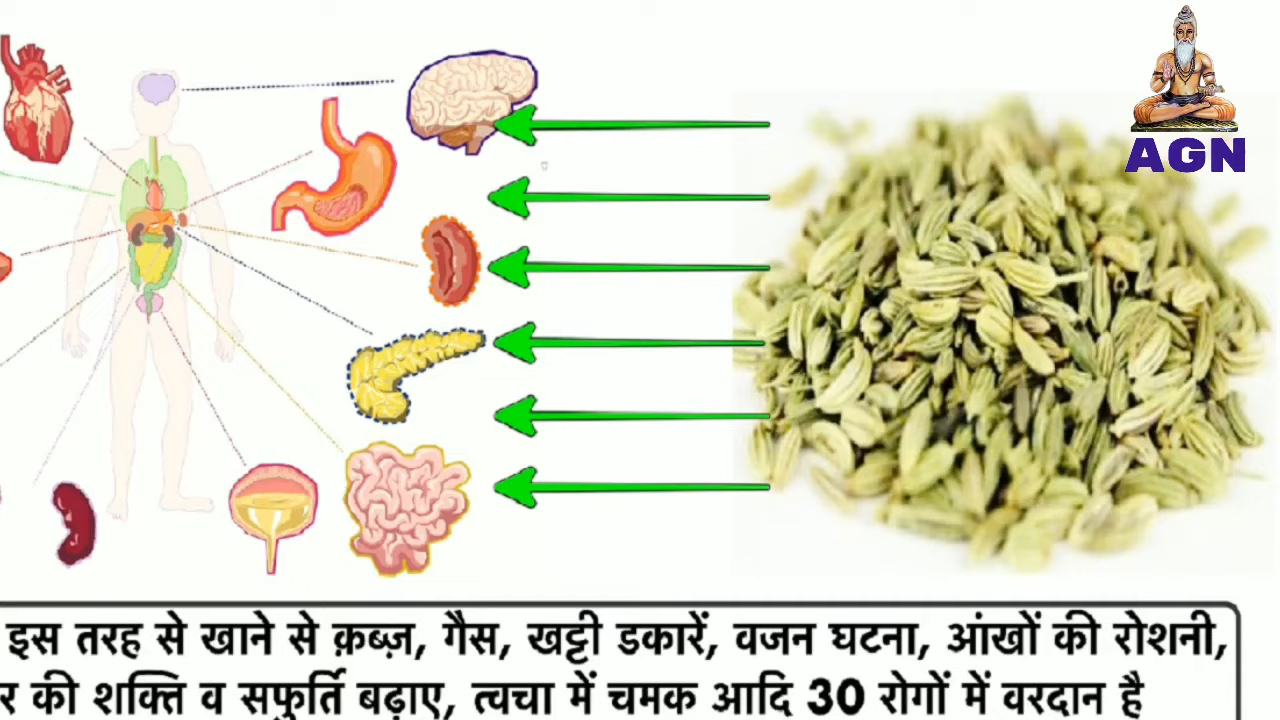 AGN
इस तरह से खाने से क़ब्ज़, गैस, खट्टी डकारें, वजन घटना, आंखों की रोशनी,
की शक्ति व सफुर्ति बढ़ाए, त्वचा में चमक आदि 30 रोगों में वरदान है